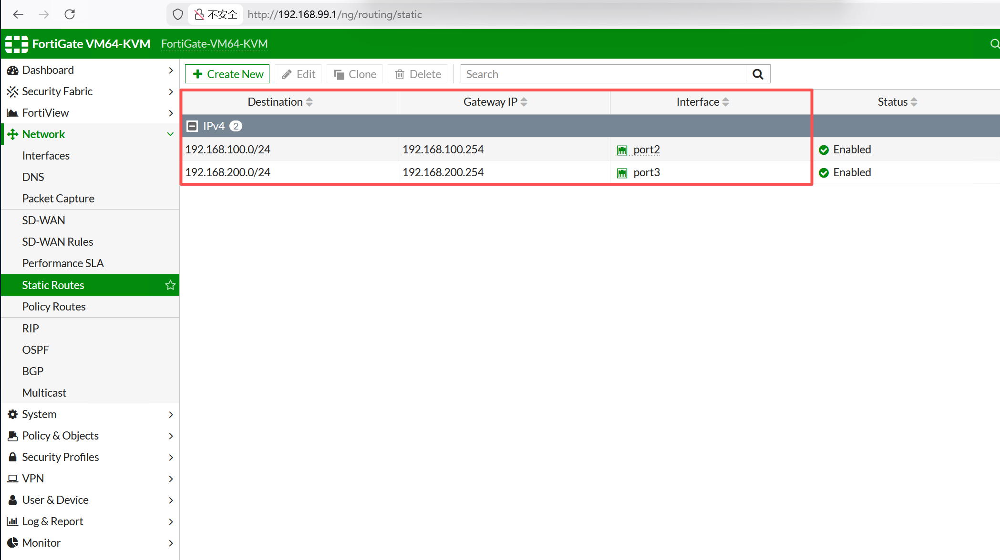 不安全 http://192.168.99.1/ng/routing/static
FortiGate VM64-KVM FortiGate-VM64-KVM
Dashboard
Security Fabric
FortiView
Network
Interfaces
DNS
Packet Capture
SD-WAN
SD-WAN Rules
Performance SLA
Static Routes
Policy Routes
RIP
OSPF
BGP
Multicast
System
Policy & Objects
Security Profiles
VPN
User & Device
Log & Report
Monitor
Create New Edit Clone Delete Search
Destination Gateway IP Interface Status
IPv4 2
192.168.100.0/24 192.168.100.254 port2 Enabled
192.168.200.0/24 192.168.200.254 port3 Enabled